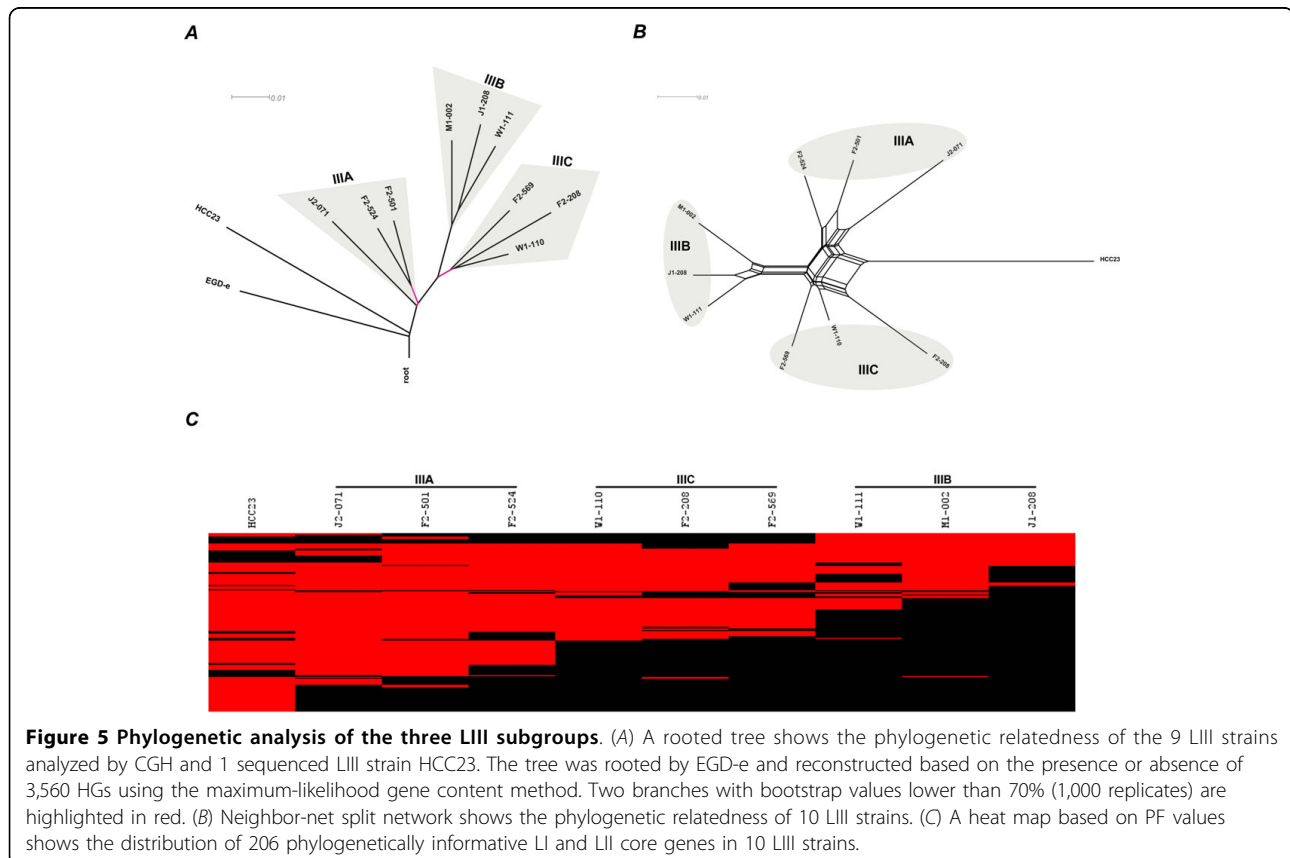 A
B
0.01
IIIB
M1-002
J1-208
W1-111
IIIC
F2-569
F2-208
W1-110
IIIA
J2-071
F2-524
F2-501
HCC23
EGD-e
root
0.01
IIIA
F2-524
F2-501
J2-071
IIIB
M1-002
J1-208
W1-111
HCC23
IIIC
F2-569
W1-110
F2-208
C
IIIA IIIC IIIB
HCC23 J2-071 F2-501 F2-524 W1-110 F2-208 F2-569 W1-111 M1-002 J1-208
Figure 5 Phylogenetic analysis of the three LIII subgroups. (A) A rooted tree shows the phylogenetic relatedness of the 9 LIII strains
analyzed by CGH and 1 sequenced LIII strain HCC23. The tree was rooted by EGD-e and reconstructed based on the presence or absence of
3,560 HGs using the maximum-likelihood gene content method. Two branches with bootstrap values lower than 70% (1,000 replicates) are
highlighted in red. (B) Neighbor-net split network shows the phylogenetic relatedness of 10 LIII strains. (C) A heat map based on PF values
shows the distribution of 206 phylogenetically informative LI and LII core genes in 10 LIII strains.